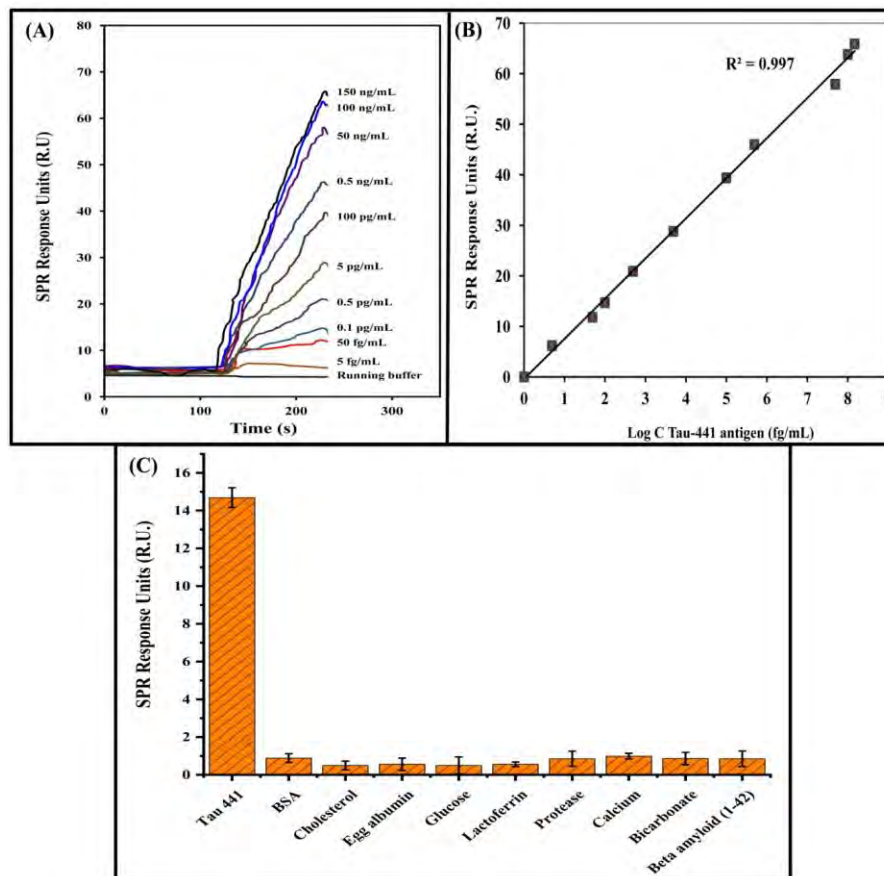 (A)
SPR Response Units (R.U)
80
70
60
50
40
30
20
10
0
0
100
200
300
Time (s)
150 ng/mL
100 ng/mL
50 ng/mL
0.5 ng/mL
100 pg/mL
5 pg/mL
0.5 pg/mL
0.1 pg/mL
50 fg/mL
5 fg/mL
Running buffer
(B)
SPR Response Units (R.U.)
70
60
50
40
30
20
10
0
R² = 0.997
0
1
2
3
4
5
6
7
8
9
Log C Tau-441 antigen (fg/mL)
(C)
SPR Response Units (R.U.)
16
14
12
10
8
6
4
2
0
Tau 441
BSA
Cholesterol
Egg albumin
Glucose
Lactoferrin
Protease
Calcium
Bicarbonate
Beta amyloid (1-42)